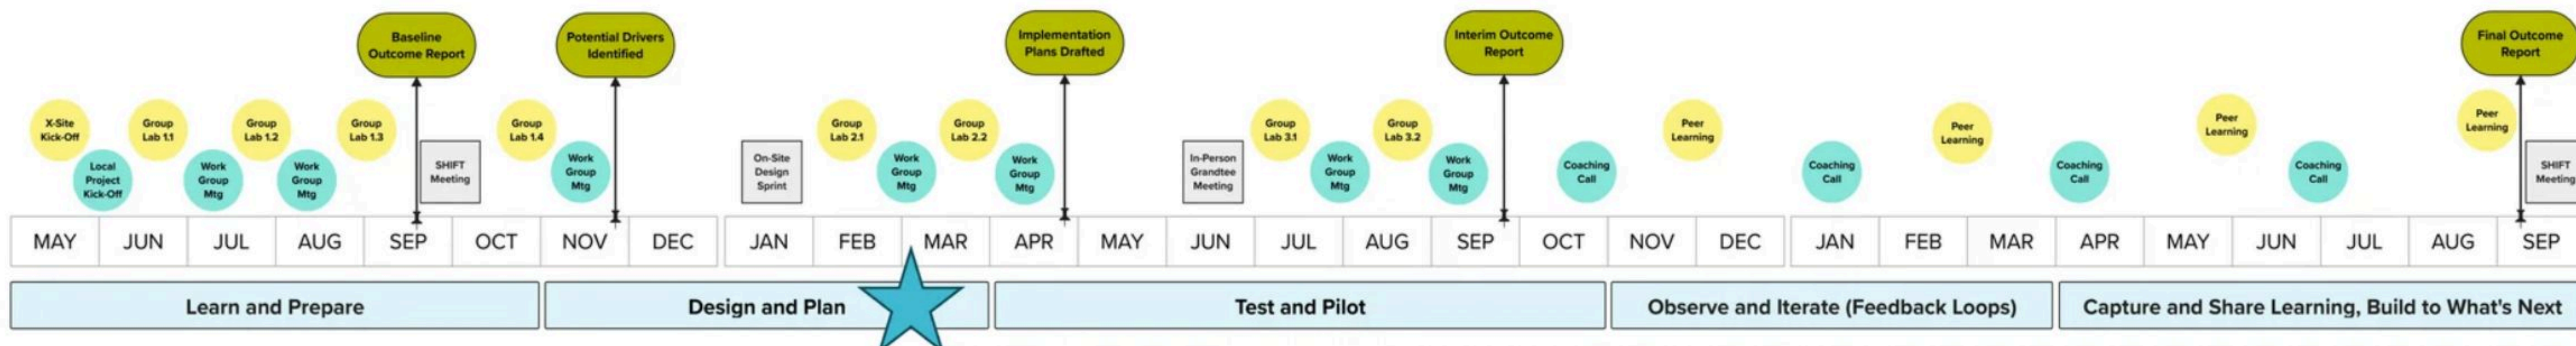 Baseline
Outcome Report
Potential Drivers
Identified
Implementation
Plans Drafted
Interim Outcome
Report
Final Outcome
Report
X-Site
Kick-Off
Local
Project
Kick-Off
Group
Lab 1.1
Work
Group
Mtg
Group
Lab 1.2
Work
Group
Mtg
Group
Lab 1.3
SHIFT
Meeting
Group
Lab 1.4
Work
Group
Mtg
On-Site
Design
Sprint
Group
Lab 2.1
Work
Group
Mtg
Group
Lab 2.2
Work
Group
Mtg
In-Person
Grandtee
Meeting
Group
Lab 3.1
Work
Group
Mtg
Group
Lab 3.2
Work
Group
Mtg
Coaching
Call
Peer
Learning
Coaching
Call
Peer
Learning
Coaching
Call
Peer
Learning
Coaching
Call
Peer
Learning
SHIFT
Meeting
MAY JUN JUL AUG SEP OCT NOV DEC JAN FEB MAR APR MAY JUN JUL AUG SEP OCT NOV DEC JAN FEB MAR APR MAY JUN JUL AUG SEP
Learn and Prepare
Design and Plan
Test and Pilot
Observe and Iterate (Feedback Loops)
Capture and Share Learning, Build to What's Next